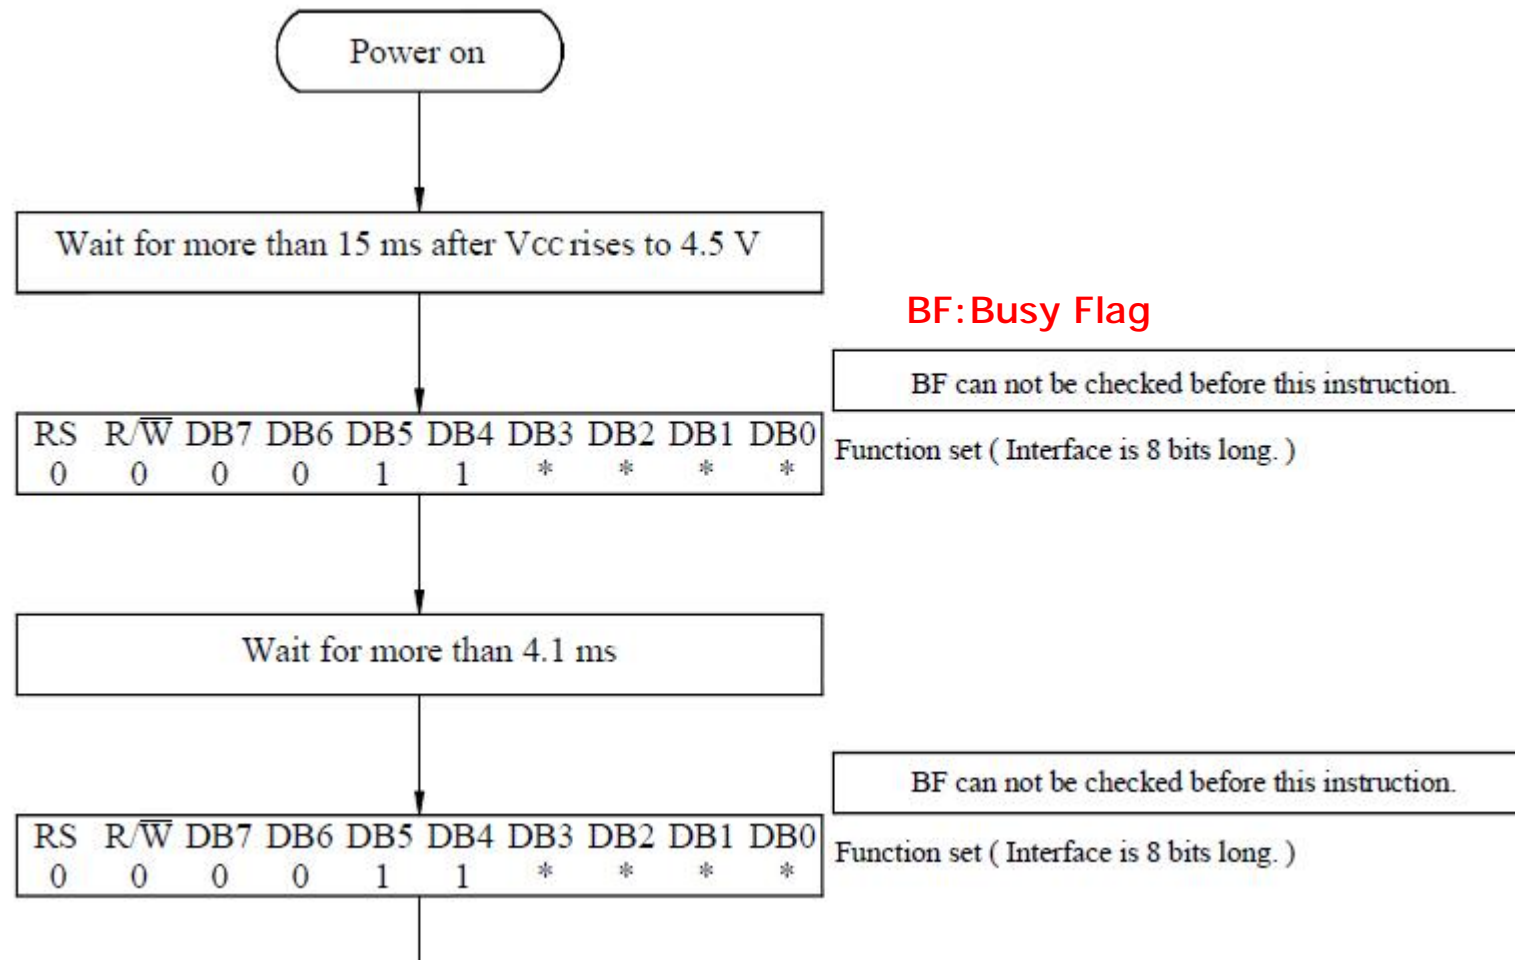 Power on
Wait for more than 15 ms after VCC rises to 4.5 V
BF:Busy Flag
BF can not be checked before this instruction.
RS R/W̅ DB7 DB6 DB5 DB4 DB3 DB2 DB1 DB0
0 0 0 0 1 1 * * * *
Function set ( Interface is 8 bits long. )
Wait for more than 4.1 ms
BF can not be checked before this instruction.
RS R/W̅ DB7 DB6 DB5 DB4 DB3 DB2 DB1 DB0
0 0 0 0 1 1 * * * *
Function set ( Interface is 8 bits long. )